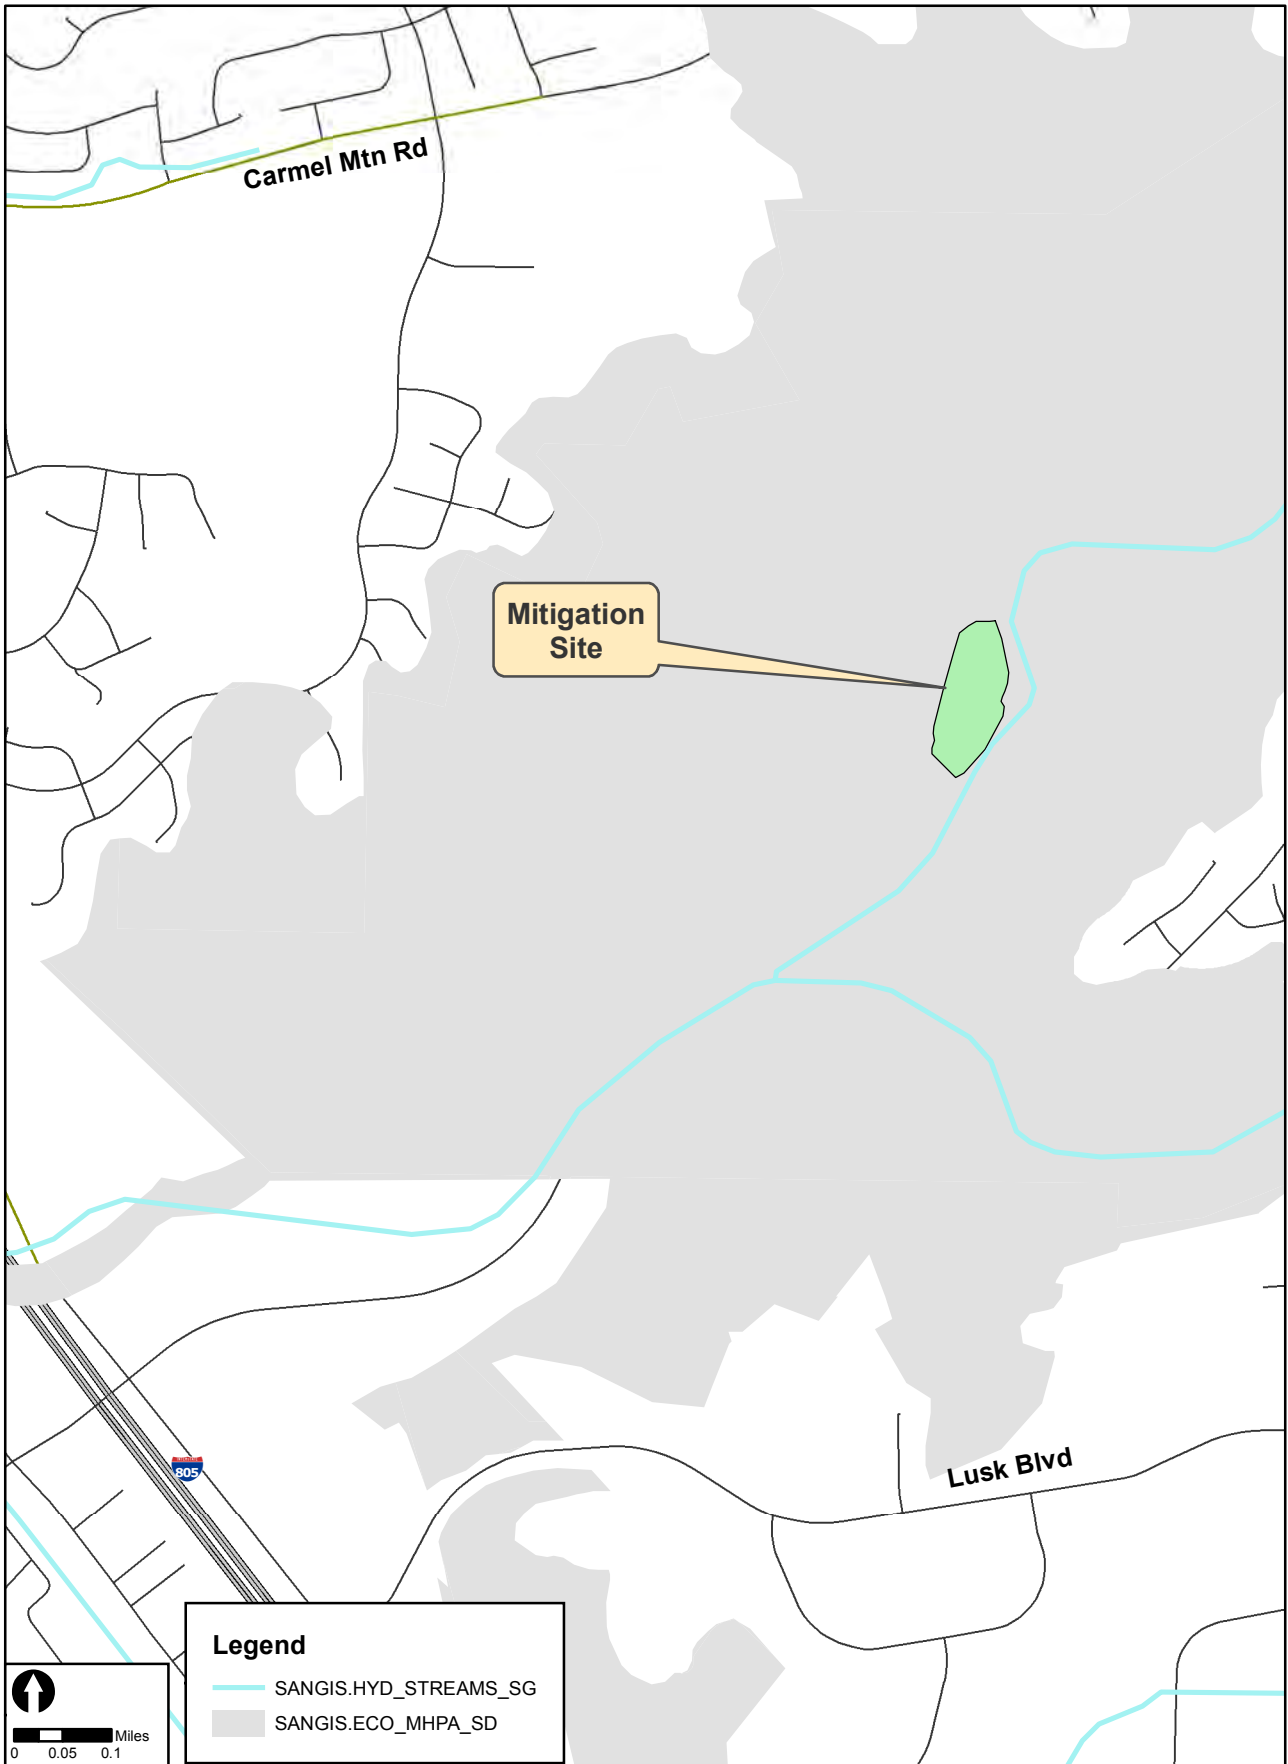 Carmel Mtn Rd
Mitigation
Site
Lusk Blvd
INTERSTATE
805
Legend
SANGIS.HYD_STREAMS_SG
SANGIS.ECO_MHPA_SD
Miles
0 0.05 0.1